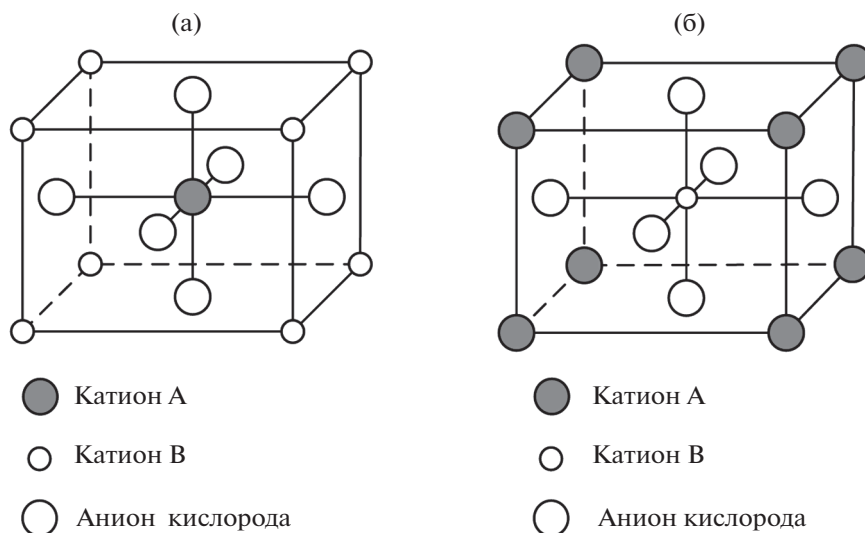 (а)
(б)
Катион А
Катион В
Анион кислорода
Катион А
Катион В
Анион кислорода